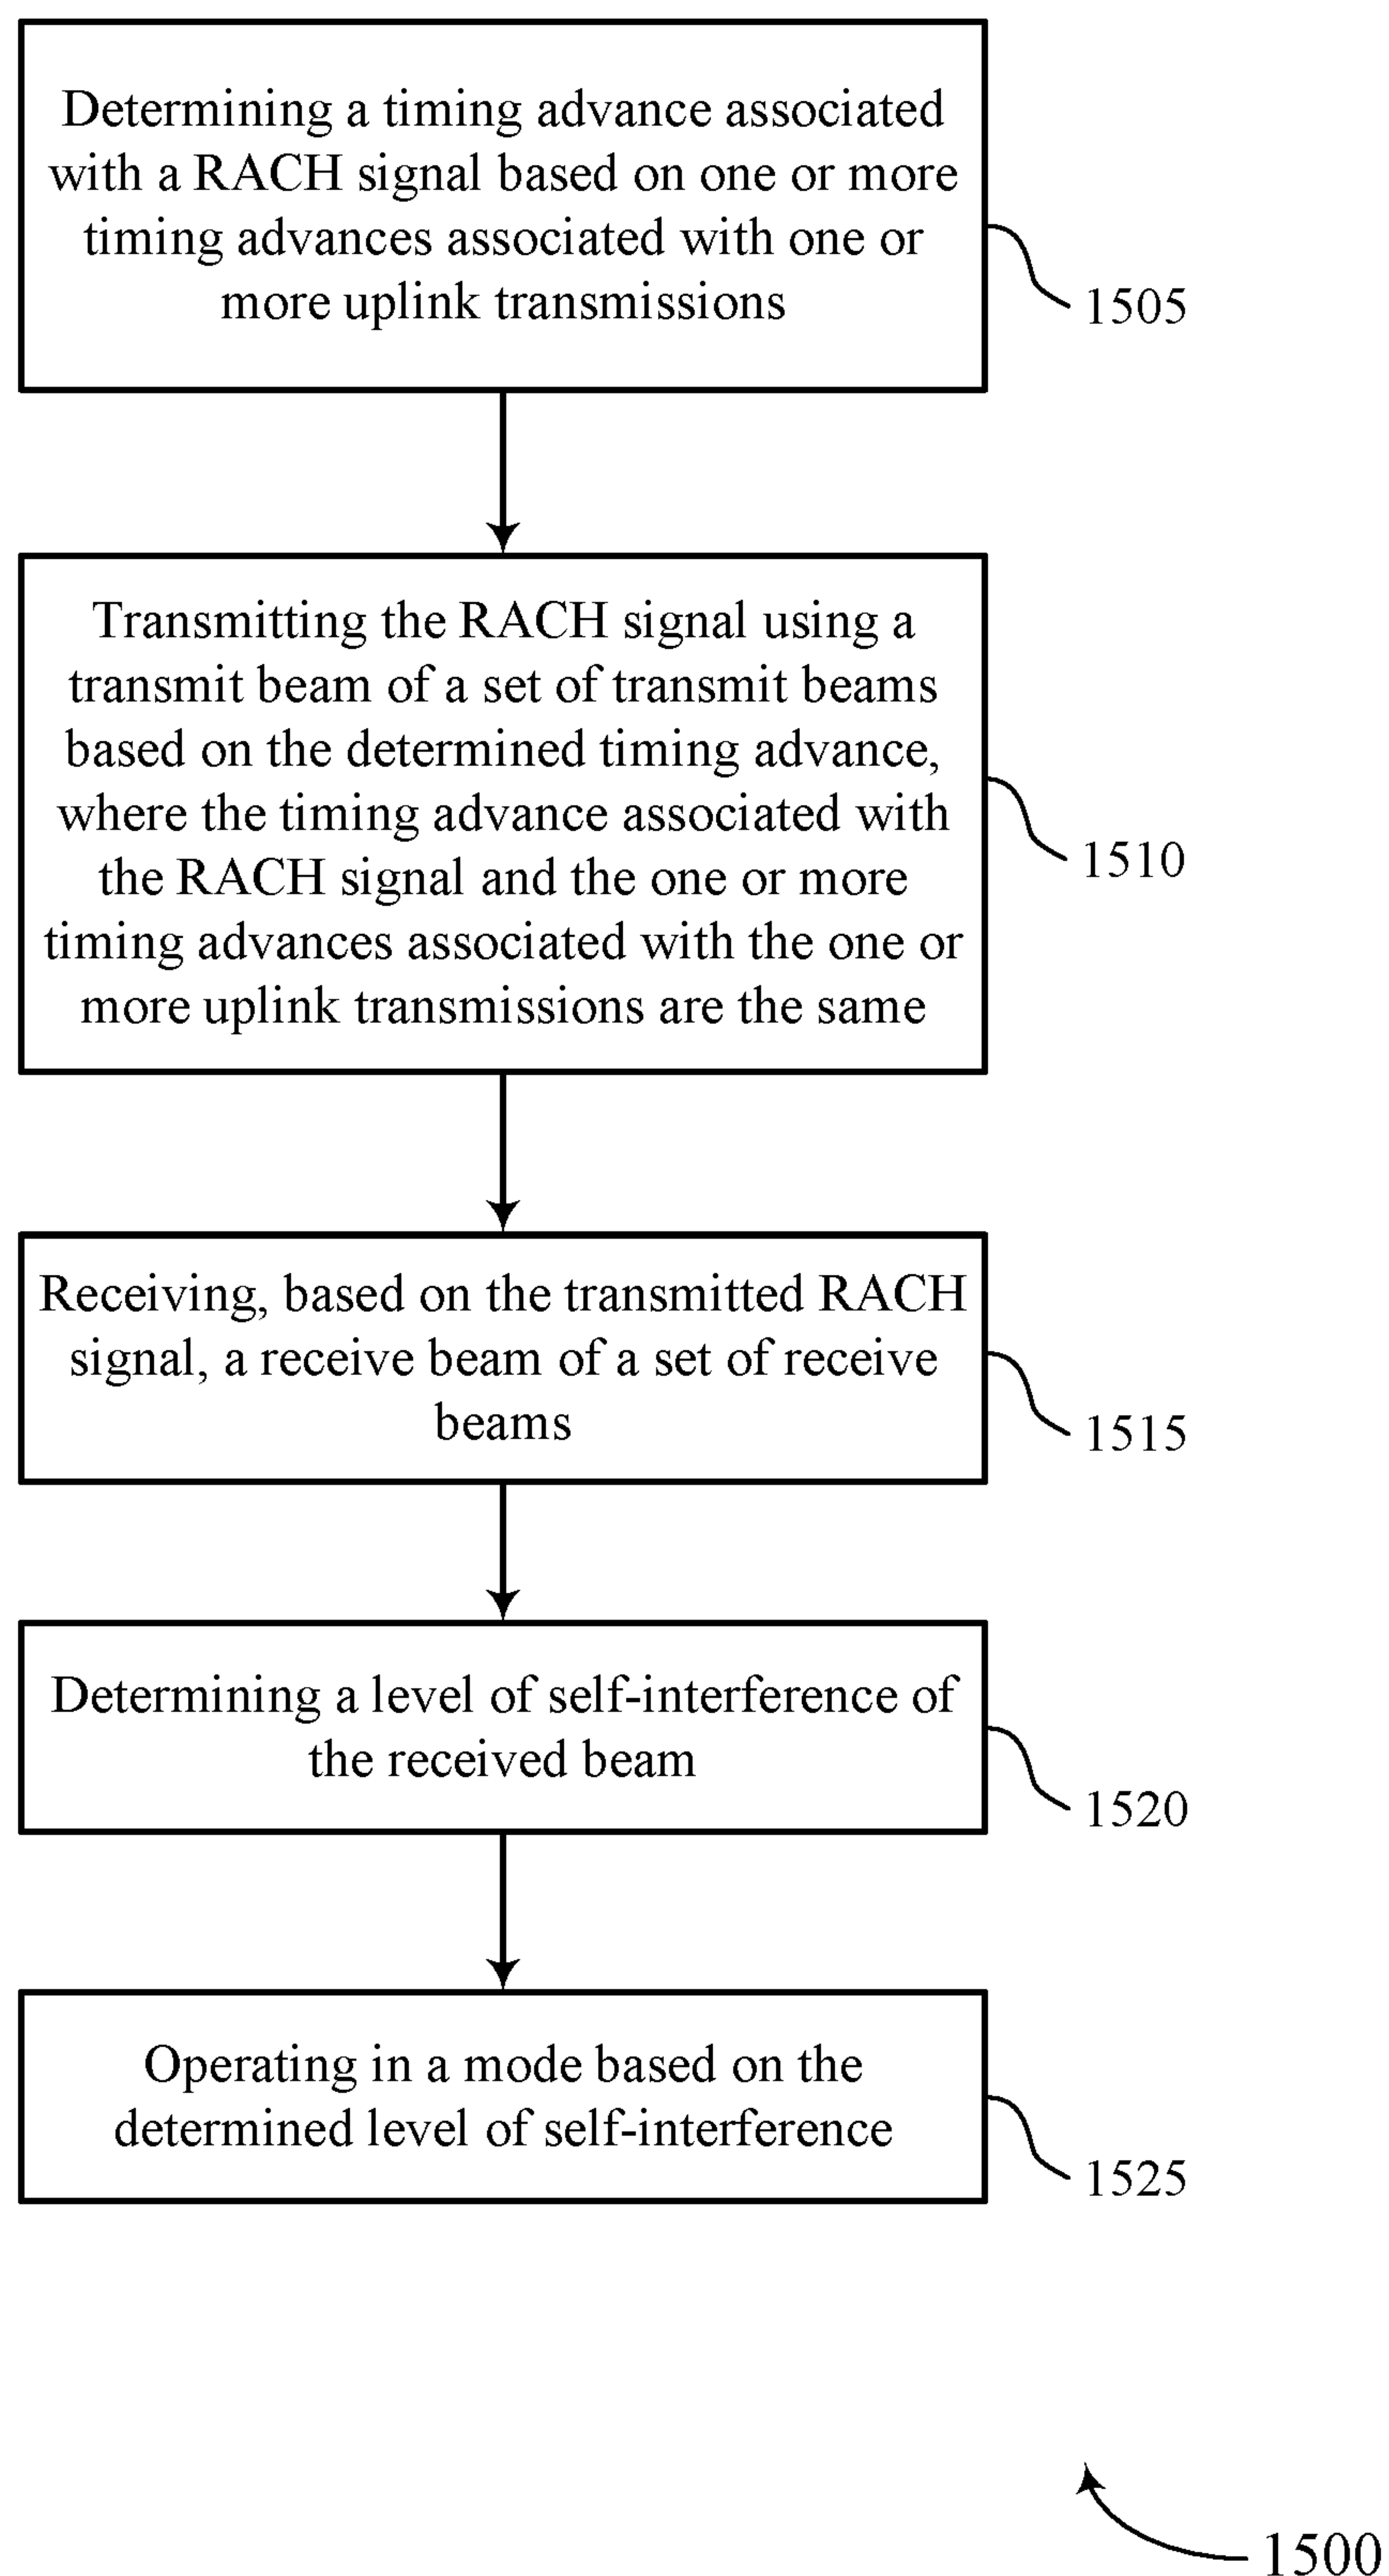 Determining a timing advance associated
with a RACH signal based on one or more
timing advances associated with one or
more uplink transmissions
1505
Transmitting the RACH signal using a
transmit beam of a set of transmit beams
based on the determined timing advance,
where the timing advance associated with
the RACH signal and the one or more
timing advances associated with the one or
more uplink transmissions are the same
1510
Receiving, based on the transmitted RACH
signal, a receive beam of a set of receive
beams
1515
Determining a level of self-interference of
the received beam
1520
Operating in a mode based on the
determined level of self-interference
1525
1500